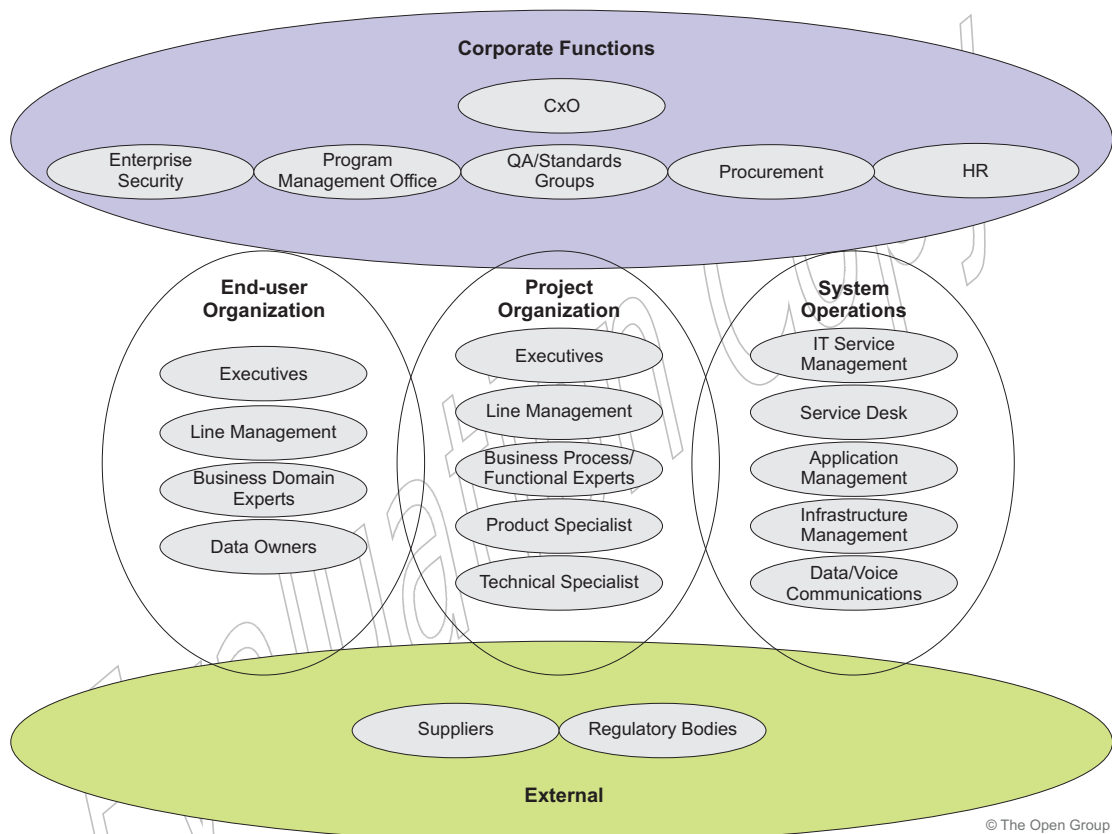 Corporate Functions
CxO
Enterprise
Security
Program
Management Office
QA/Standards
Groups
Procurement
HR
End-user
Organization
Executives
Line Management
Business Domain
Experts
Data Owners
Project
Organization
Executives
Line Management
Business Process/
Functional Experts
Product Specialist
Technical Specialist
System
Operations
IT Service
Management
Service Desk
Application
Management
Infrastructure
Management
Data/Voice
Communications
Suppliers
Regulatory Bodies
External
© The Open Group
Evaluation Copy